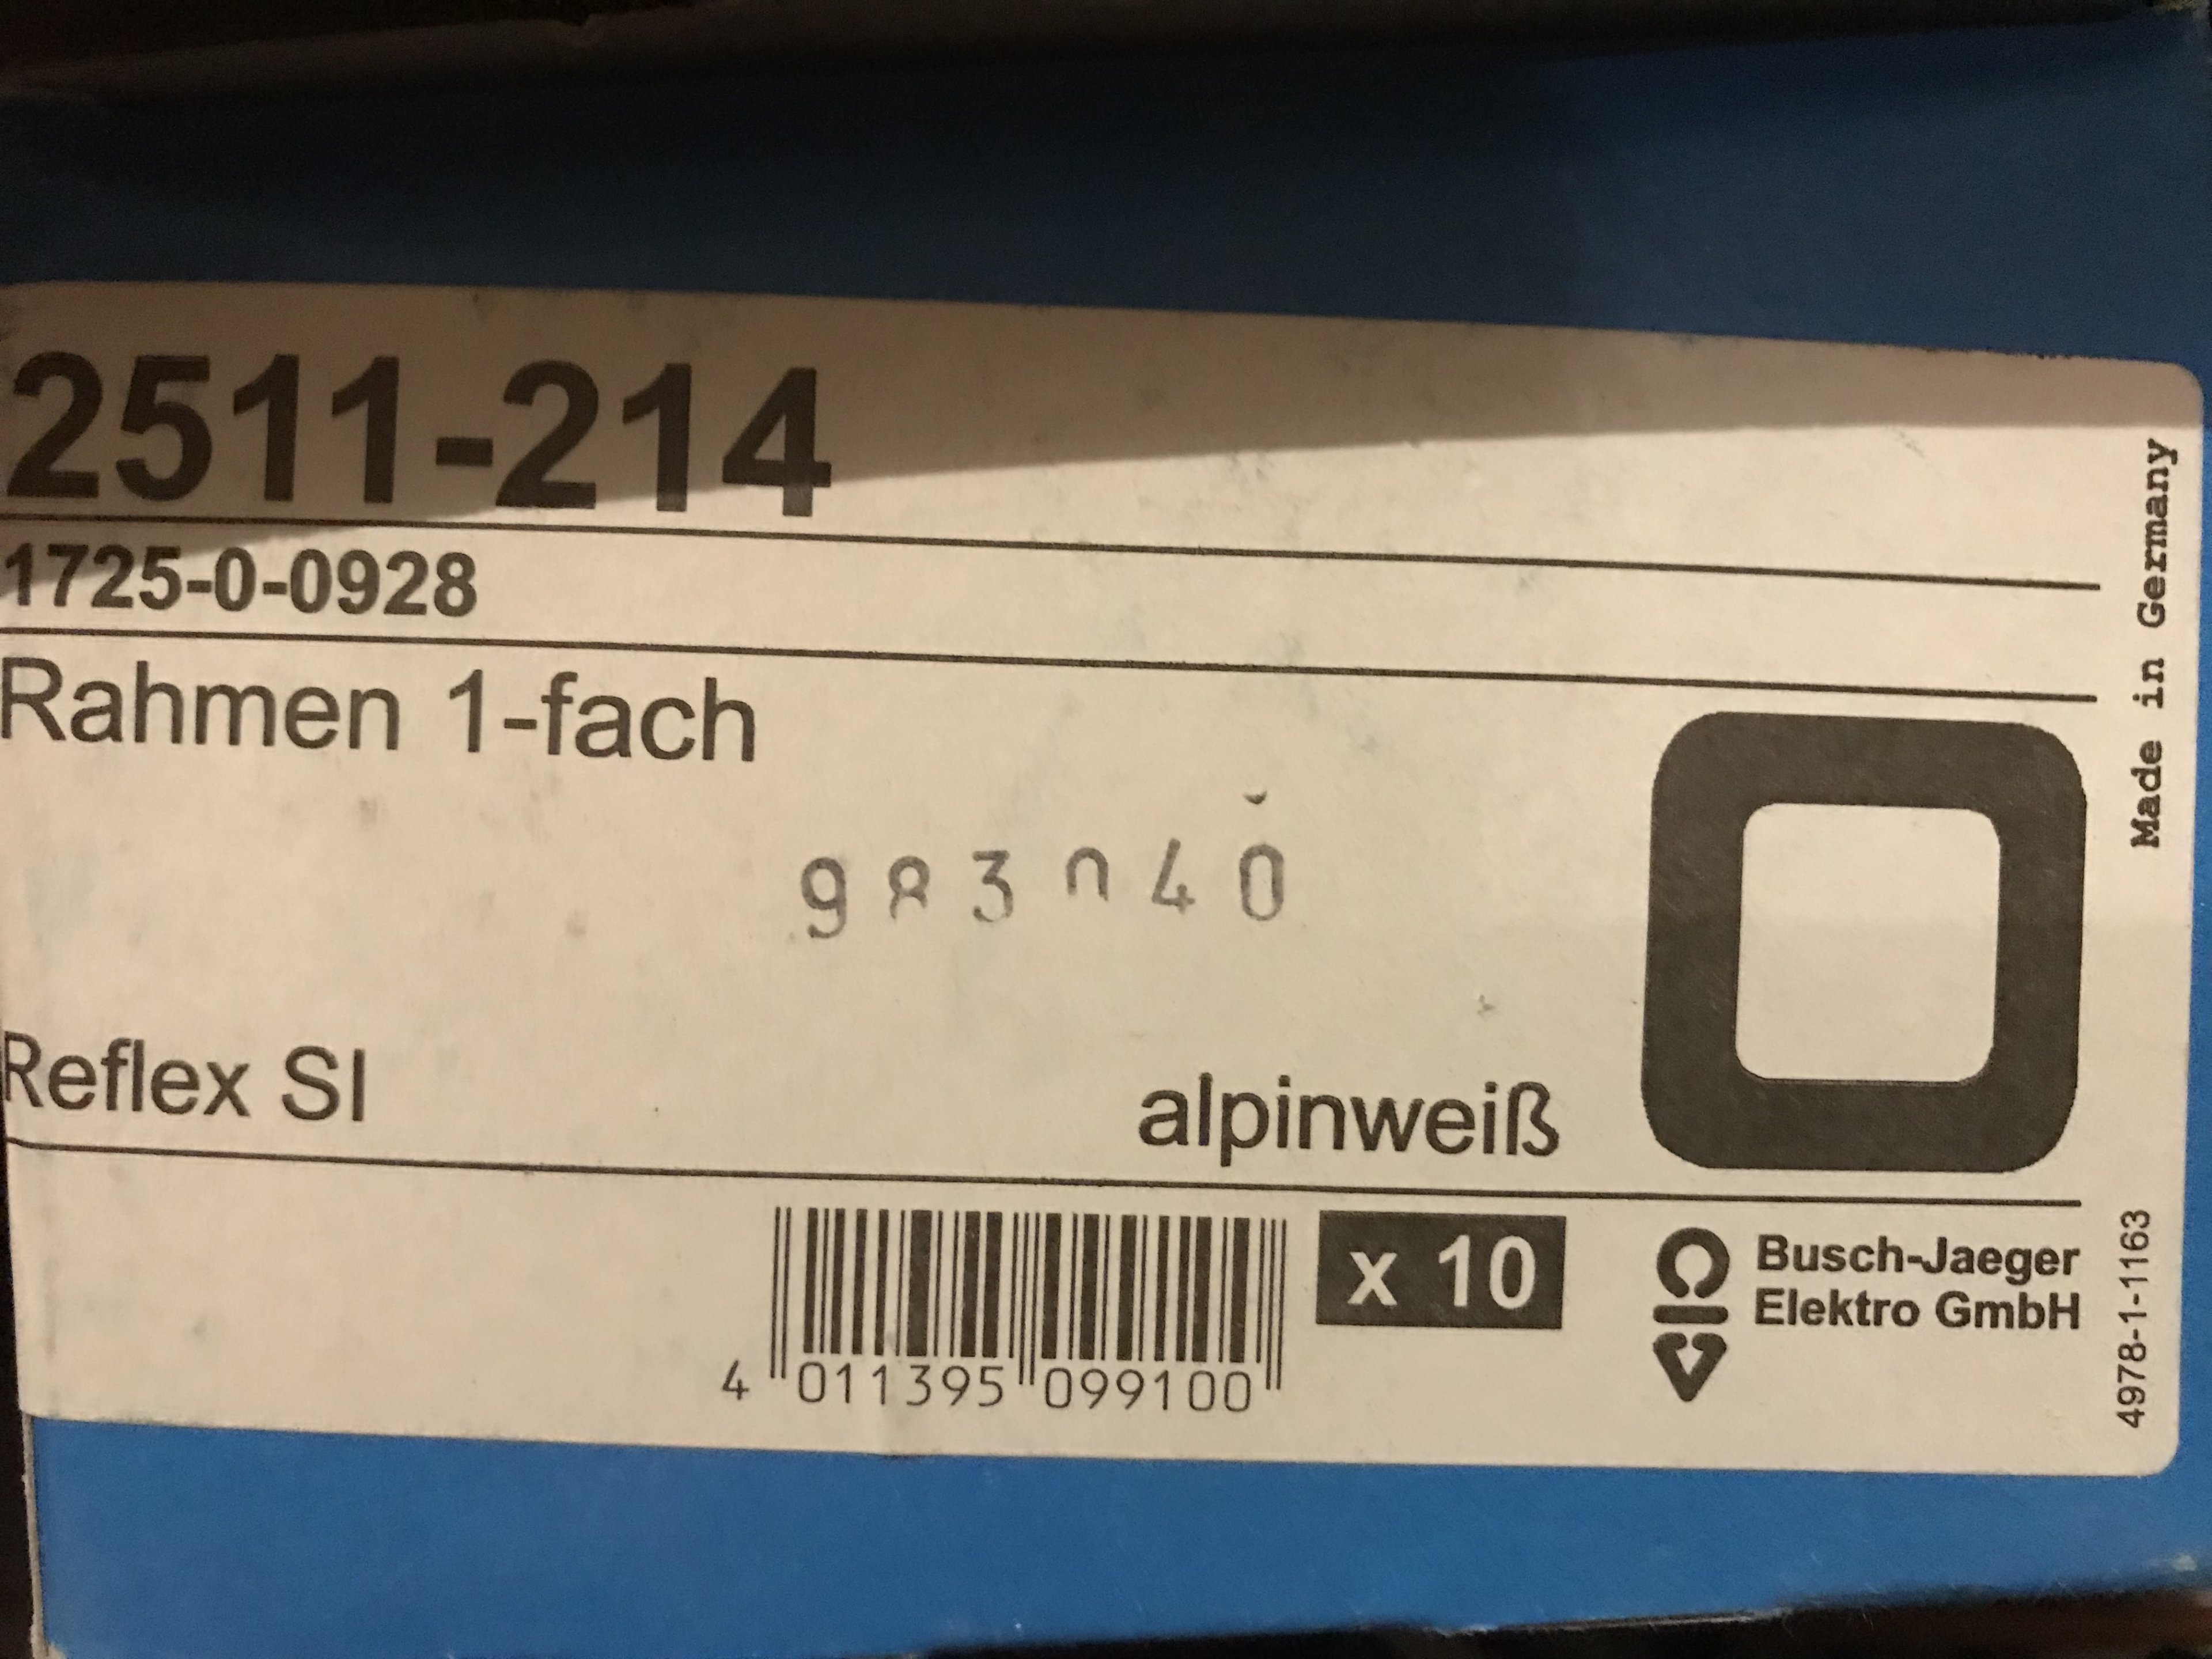 2511-214
1725-0-0928
Rahmen 1-fach
Reflex SI
alpinweiß
4 011395 099100
x 10
Busch-Jaeger
Elektro GmbH
Made in Germany
4978-1-1163